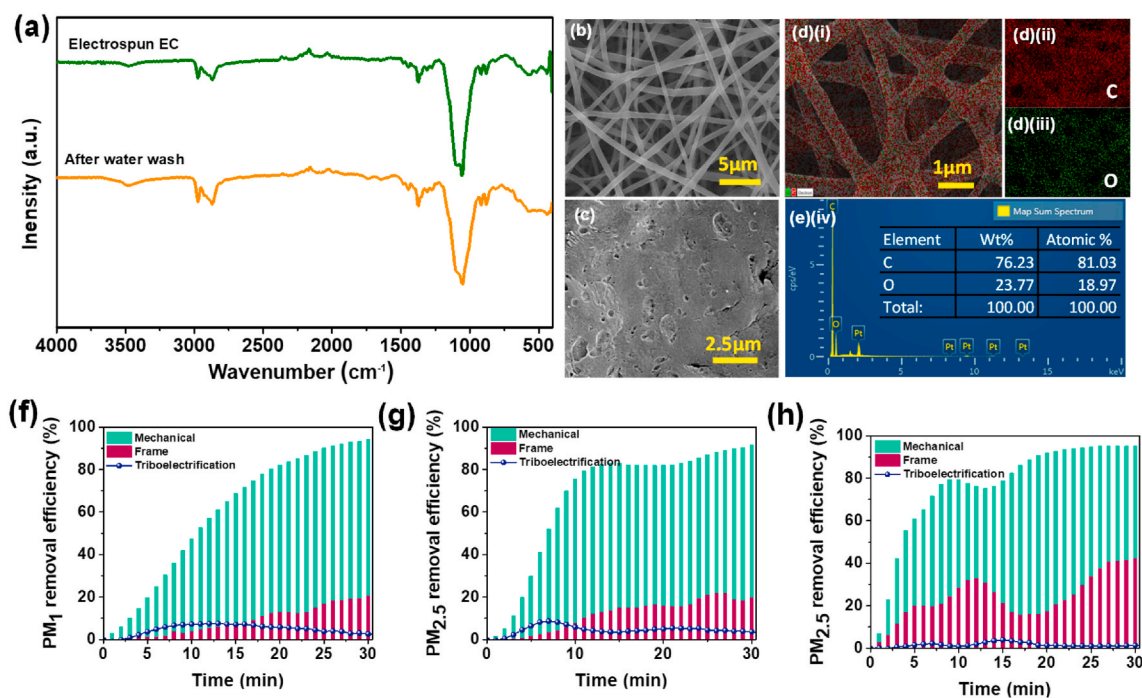 (a)
Electrospun EC
After water wash
Inensity (a.u.)
4000 3500 3000 2500 2000 1500 1000 500
Wavenumber (cm-1)
(b)
5μm
(c)
2.5μm
(d)(i)
1μm
(d)(ii)
C
(d)(iii)
O
(e)(iv)
Map Sum Spectrum
Element Wt% Atomic %
C 76.23 81.03
O 23.77 18.97
Total: 100.00 100.00
cps/eV
5
0
C
O
Pt
Pt
Pt
Pt
Pt
0 5 10 15 keV
(f)
PM1 removal efficiency (%)
100
80
60
40
20
0
Mechanical
Frame
Triboelectrification
0 5 10 15 20 25 30
Time (min)
(g)
PM2.5 removal efficiency (%)
100
80
60
40
20
0
Mechanical
Frame
Triboelectrification
0 5 10 15 20 25 30
Time (min)
(h)
PM2.5 removal efficiency (%)
100
80
60
40
20
0
Mechanical
Frame
Triboelectrification
0 5 10 15 20 25 30
Time (min)